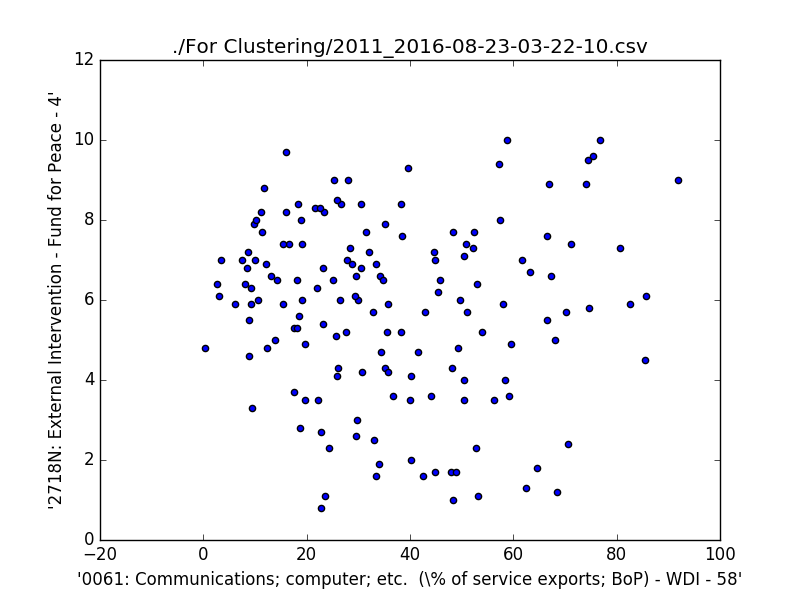 ./For Clustering/2011_2016-08-23-03-22-10.csv
12
10
8
6
4
2
0
'2718N: External Intervention - Fund for Peace - 4'
−20 0 20 40 60 80 100
'0061: Communications; computer; etc.  (\% of service exports; BoP) - WDI - 58'